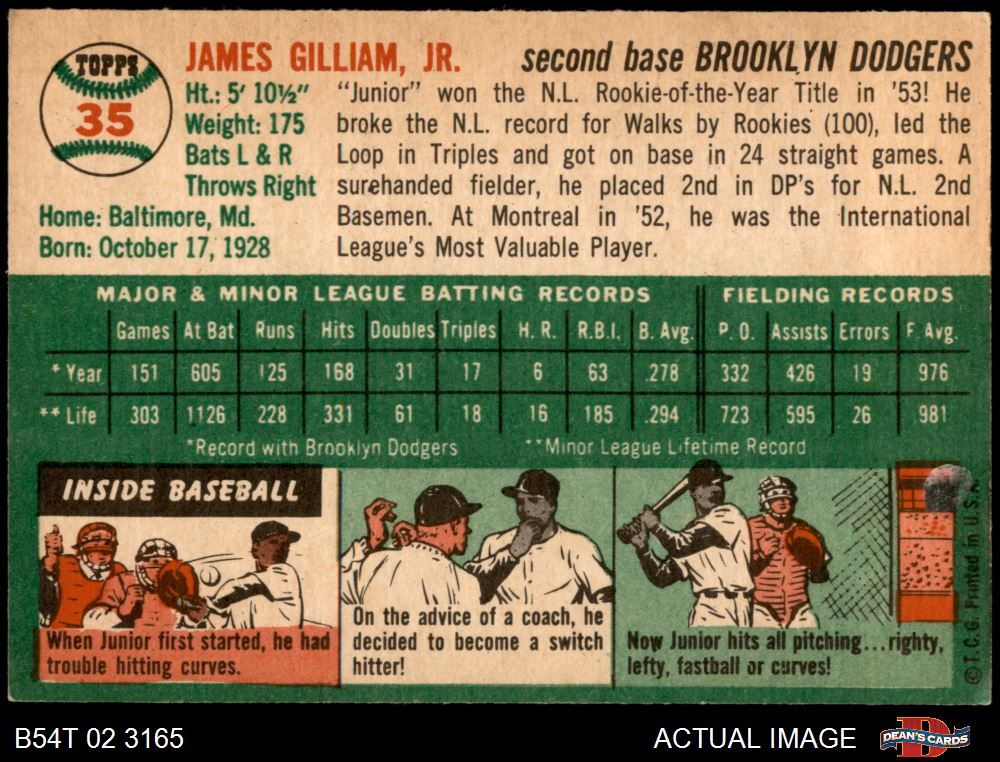 TOPPS
35
JAMES GILLIAM, JR.
second base BROOKLYN DODGERS
Ht.: 5' 10½"
Weight: 175
Bats L & R
Throws Right
Home: Baltimore, Md.
Born: October 17, 1928
"Junior" won the N.L. Rookie-of-the-Year Title in '53! He
broke the N.L. record for Walks by Rookies (100), led the
Loop in Triples and got on base in 24 straight games. A
surehanded fielder, he placed 2nd in DP's for N.L. 2nd
Basemen. At Montreal in '52, he was the International
League's Most Valuable Player.
MAJOR & MINOR LEAGUE BATTING RECORDS FIELDING RECORDS
Games At Bat Runs Hits Doubles Triples H. R. R.B.I. B. Avg. P. O. Assists Errors F. Avg.
* Year 151 605 125 168 31 17 6 63 .278 332 426 19 976
** Life 303 1126 228 331 61 18 16 185 .294 723 595 26 981
*Record with Brooklyn Dodgers **Minor League Lifetime Record
INSIDE BASEBALL
When Junior first started, he had
trouble hitting curves.
On the advice of a coach, he
decided to become a switch
hitter!
Now Junior hits all pitching...righty,
lefty, fastball or curves!
© T.C.G. Printed in U.S.A.
B54T 02 3165
ACTUAL IMAGE
DEAN'S CARDS